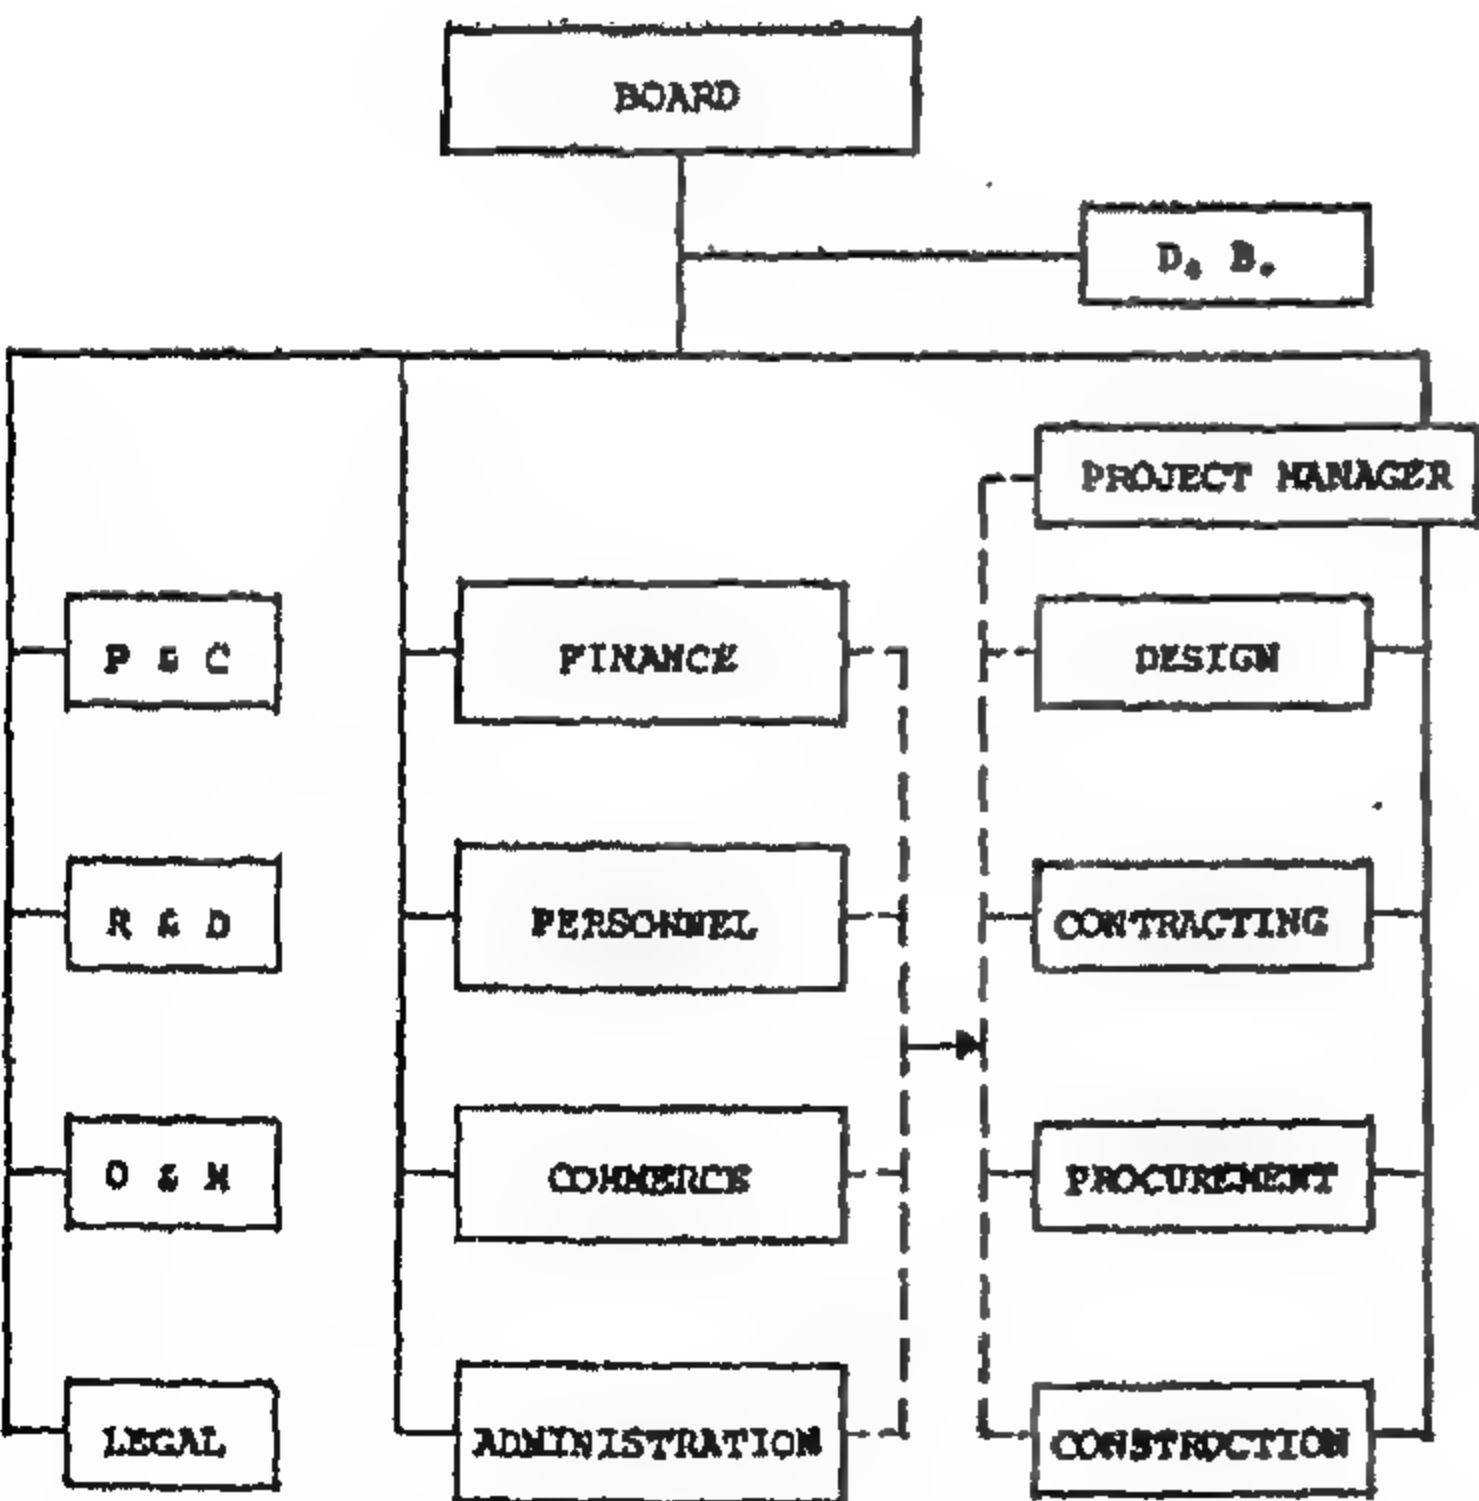 BOARD
D. B.
PROJECT MANAGER
P & C
FINANCE
DESIGN
R & D
PERSONNEL
CONTRACTING
O & M
COMMERCE
PROCUREMENT
LEGAL
ADMINISTRATION
CONSTRUCTION